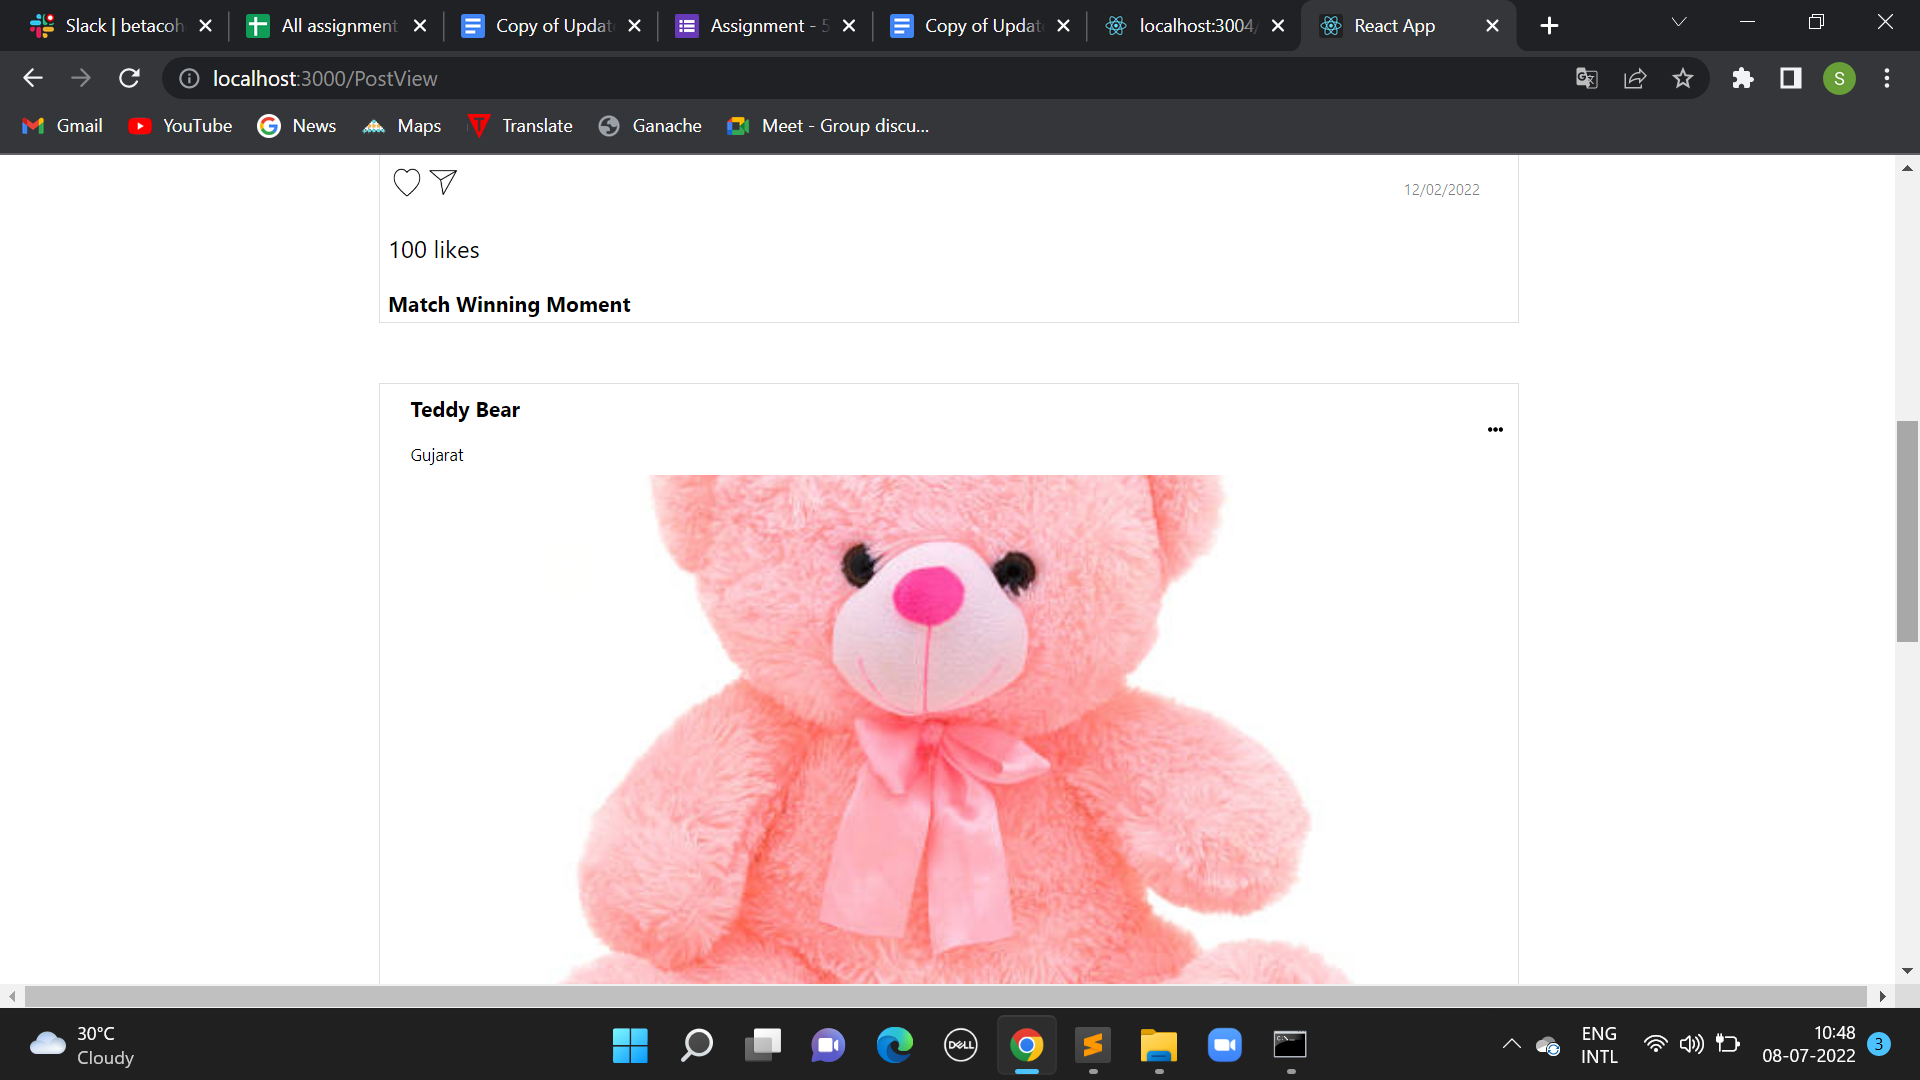 Slack | betacoh
All assignment
Copy of Updat
Assignment - 5
Copy of Updat
localhost:3004/
React App
localhost:3000/PostView
S
Gmail
YouTube
News
Maps
Translate
Ganache
Meet - Group discu...
12/02/2022
100 likes
Match Winning Moment
Teddy Bear
Gujarat
30°C
Cloudy
DELL
ENG
INTL
10:48
08-07-2022
3